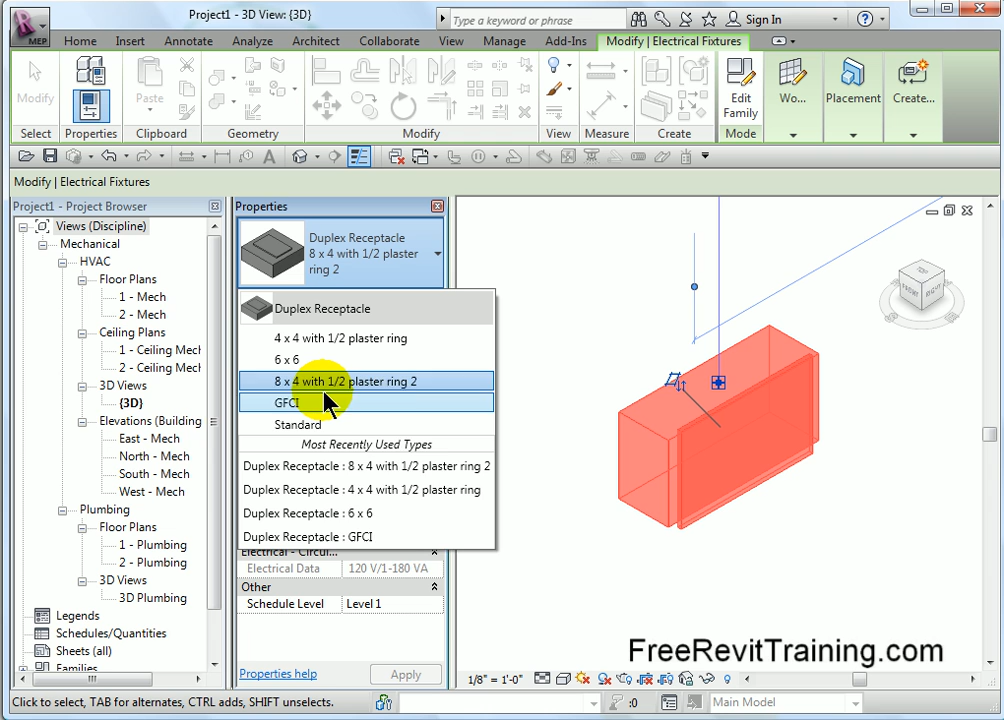 Project1 - 3D View: {3D}
Type a keyword or phrase
Sign In
MEP
Home Insert Annotate Analyze Architect Collaborate View Manage Add-Ins Modify | Electrical Fixtures
Modify
Paste
Edit Family
Wo...
Placement
Create...
Select Properties Clipboard Geometry Modify View Measure Create Mode
Modify | Electrical Fixtures
Project1 - Project Browser
Views (Discipline)
Mechanical
HVAC
Floor Plans
1 - Mech
2 - Mech
Ceiling Plans
1 - Ceiling Mech
2 - Ceiling Mech
3D Views
{3D}
Elevations (Building
East - Mech
North - Mech
South - Mech
West - Mech
Plumbing
Floor Plans
1 - Plumbing
2 - Plumbing
3D Views
3D Plumbing
Legends
Schedules/Quantities
Sheets (all)
Families
Properties
Duplex Receptacle
8 x 4 with 1/2 plaster
ring 2
Duplex Receptacle
4 x 4 with 1/2 plaster ring
6 x 6
8 x 4 with 1/2 plaster ring 2
GFCI
Standard
Most Recently Used Types
Duplex Receptacle : 8 x 4 with 1/2 plaster ring 2
Duplex Receptacle : 4 x 4 with 1/2 plaster ring
Duplex Receptacle : 6 x 6
Duplex Receptacle : GFCI
Electrical - Circui...
Electrical Data 120 V/1-180 VA
Other
Schedule Level Level 1
Properties help
Apply
TOP
FRONT
RIGHT
FreeRevitTraining.com
1/8" = 1'-0"
Click to select, TAB for alternates, CTRL adds, SHIFT unselects.
:0
Main Model